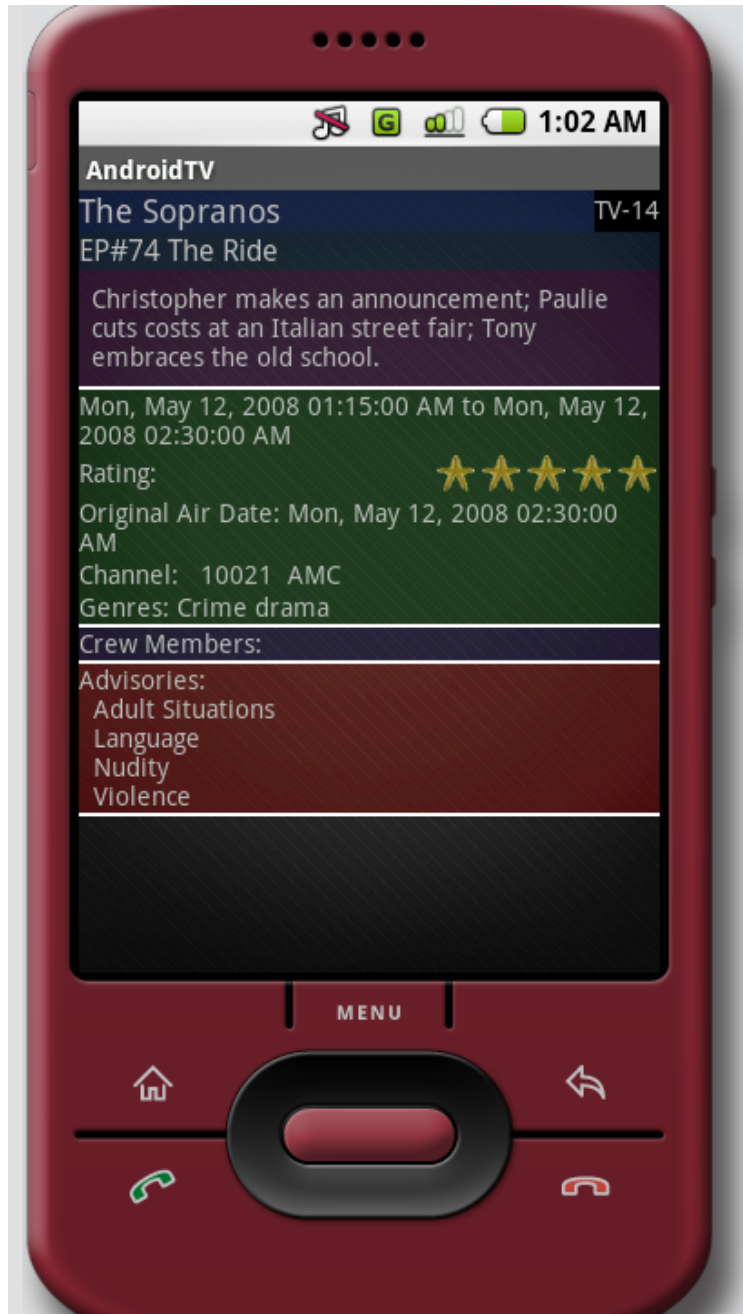 G 1:02 AM
AndroidTV
The Sopranos TV-14
EP#74 The Ride
Christopher makes an announcement; Paulie
cuts costs at an Italian street fair; Tony
embraces the old school.
Mon, May 12, 2008 01:15:00 AM to Mon, May 12,
2008 02:30:00 AM
Rating:
Original Air Date: Mon, May 12, 2008 02:30:00
AM
Channel: 10021 AMC
Genres: Crime drama
Crew Members:
Advisories:
Adult Situations
Language
Nudity
Violence
MENU